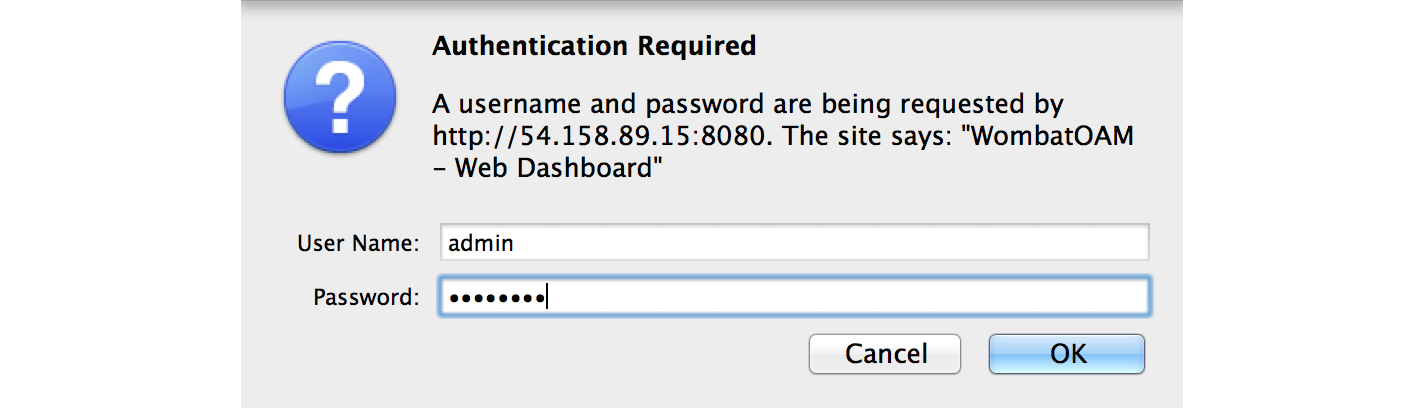 Authentication Required
A username and password are being requested by
http://54.158.89.15:8080. The site says: "WombatOAM
- Web Dashboard"
User Name: admin
Password: ••••••••
Cancel OK